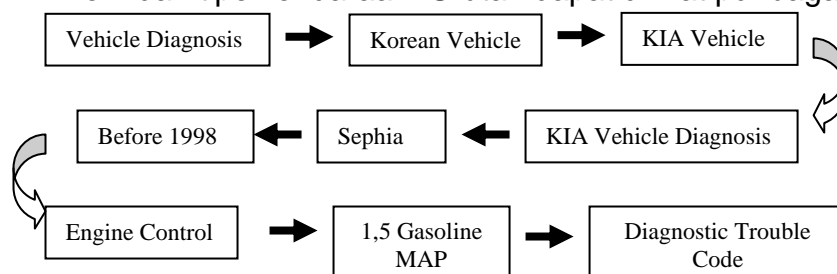 Vehicle Diagnosis
Korean Vehicle
KIA Vehicle
Before 1998
Sephia
KIA Vehicle Diagnosis
Engine Control
1,5 Gasoline
MAP
Diagnostic Trouble
Code